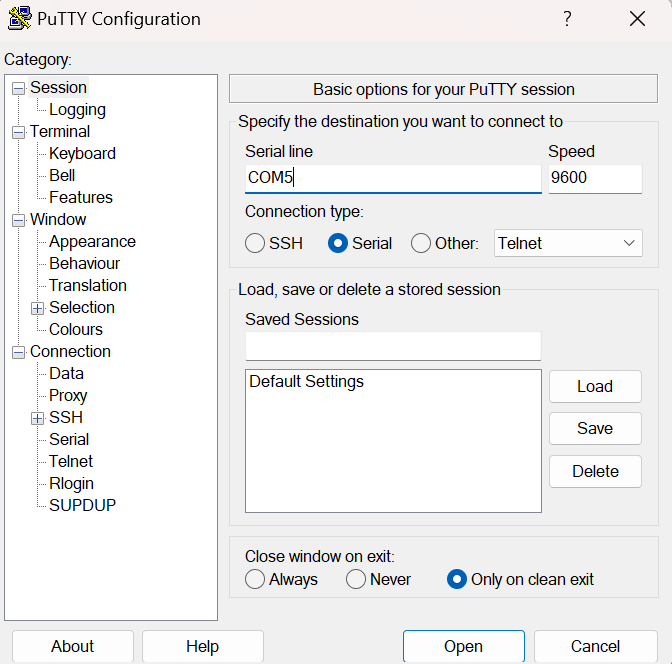 PuTTY Configuration
?
Category:
Session
Logging
Terminal
Keyboard
Bell
Features
Window
Appearance
Behaviour
Translation
Selection
Colours
Connection
Data
Proxy
SSH
Serial
Telnet
Rlogin
SUPDUP
Basic options for your PuTTY session
Specify the destination you want to connect to
Serial line Speed
COM5 9600
Connection type:
SSH Serial Other: Telnet
Load, save or delete a stored session
Saved Sessions
Default Settings
Load
Save
Delete
Close window on exit:
Always Never Only on clean exit
About Help Open Cancel